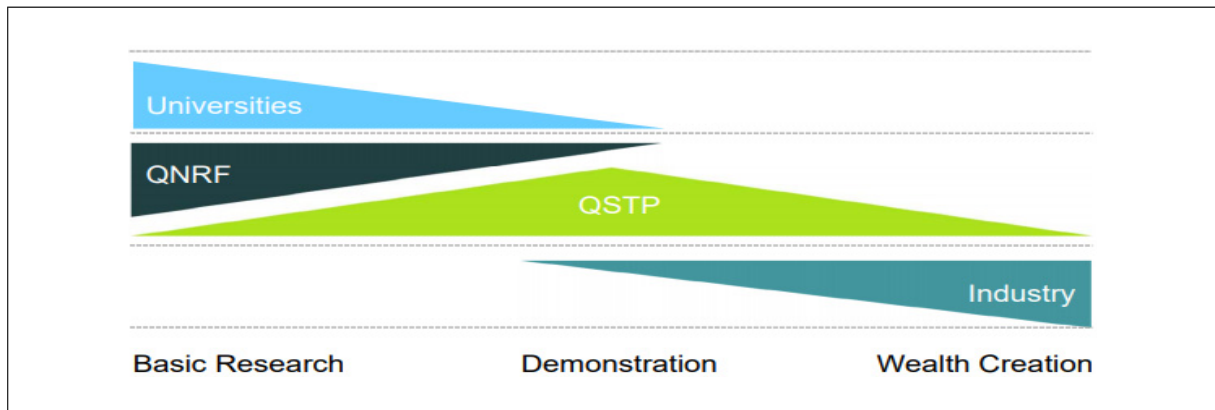 Universities
QNRF
QSTP
Industry
Basic Research Demonstration Wealth Creation